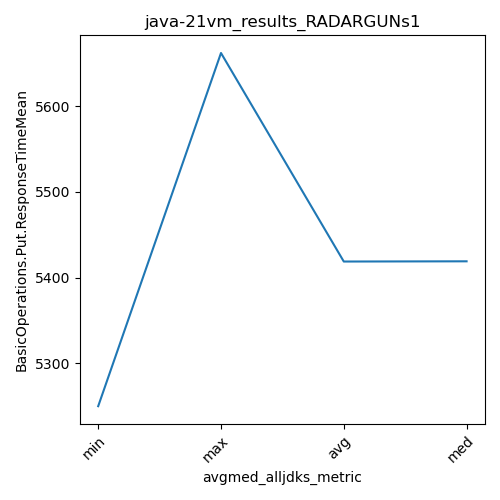 java-21vm_results_RADARGUNs1
BasicOperations.Put.ResponseTimeMean
5600
5500
5400
5300
min
max
avg
med
avgmed_alljdks_metric